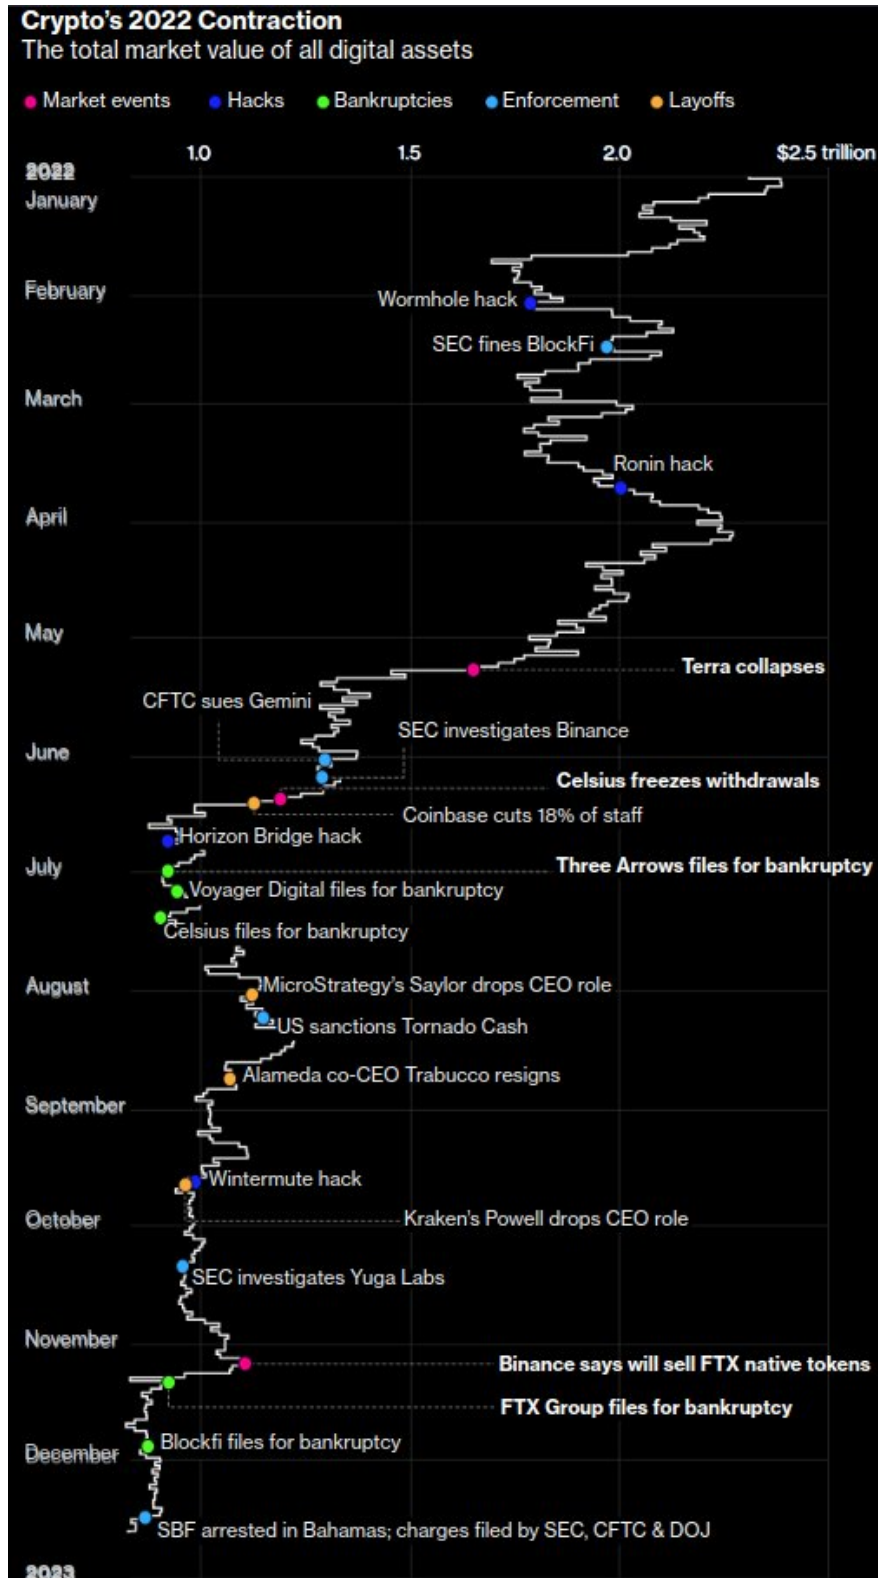 Crypto's 2022 Contraction
The total market value of all digital assets
Market events
Hacks
Bankruptcies
Enforcement
Layoffs
1.0 1.5 2.0 $2.5 trillion
2022
January
February
Wormhole hack
SEC fines BlockFi
March
Ronin hack
April
May
Terra collapses
CFTC sues Gemini
SEC investigates Binance
June
Celsius freezes withdrawals
Coinbase cuts 18% of staff
Horizon Bridge hack
July
Three Arrows files for bankruptcy
Voyager Digital files for bankruptcy
Celsius files for bankruptcy
August
MicroStrategy's Saylor drops CEO role
US sanctions Tornado Cash
Alameda co-CEO Trabucco resigns
September
Wintermute hack
October
Kraken's Powell drops CEO role
SEC investigates Yuga Labs
November
Binance says will sell FTX native tokens
FTX Group files for bankruptcy
Blockfi files for bankruptcy
December
SBF arrested in Bahamas; charges filed by SEC, CFTC & DOJ
2023